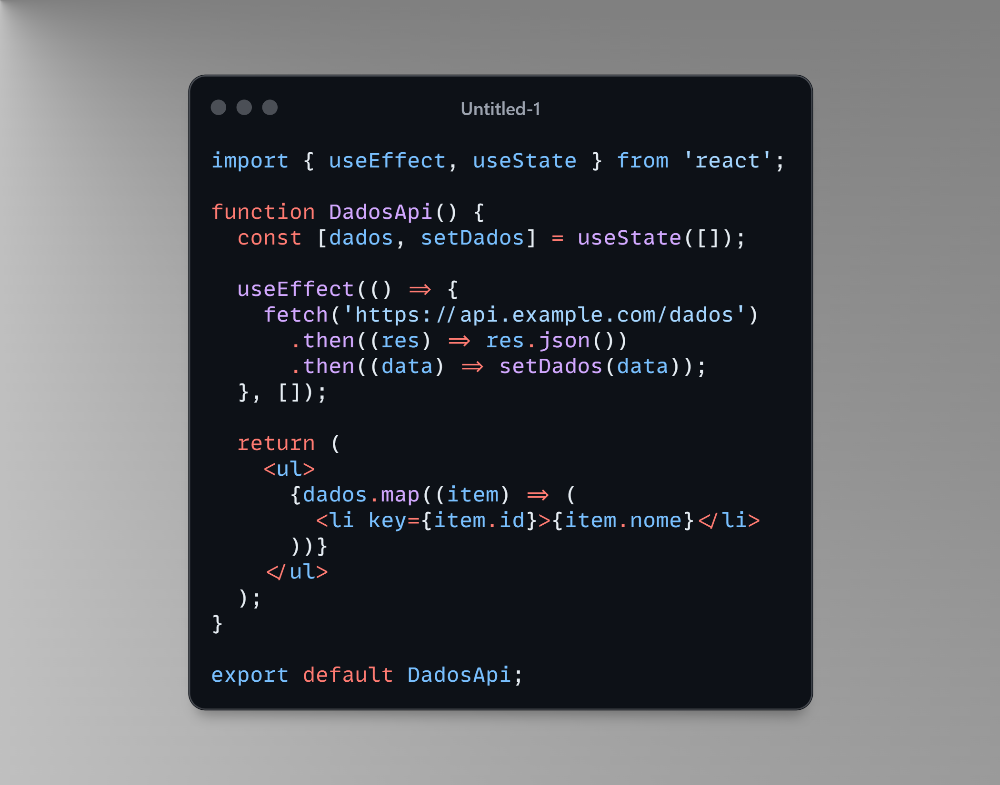 Untitled-1
import { useEffect, useState } from 'react';
function DadosApi() {
  const [dados, setDados] = useState([]);
  useEffect(() => {
    fetch('https://api.example.com/dados')
      .then((res) => res.json())
      .then((data) => setDados(data));
  }, []);
  return (
    <ul>
      {dados.map((item) => (
        <li key={item.id}>{item.nome}</li>
      ))}
    </ul>
  );
}
export default DadosApi;